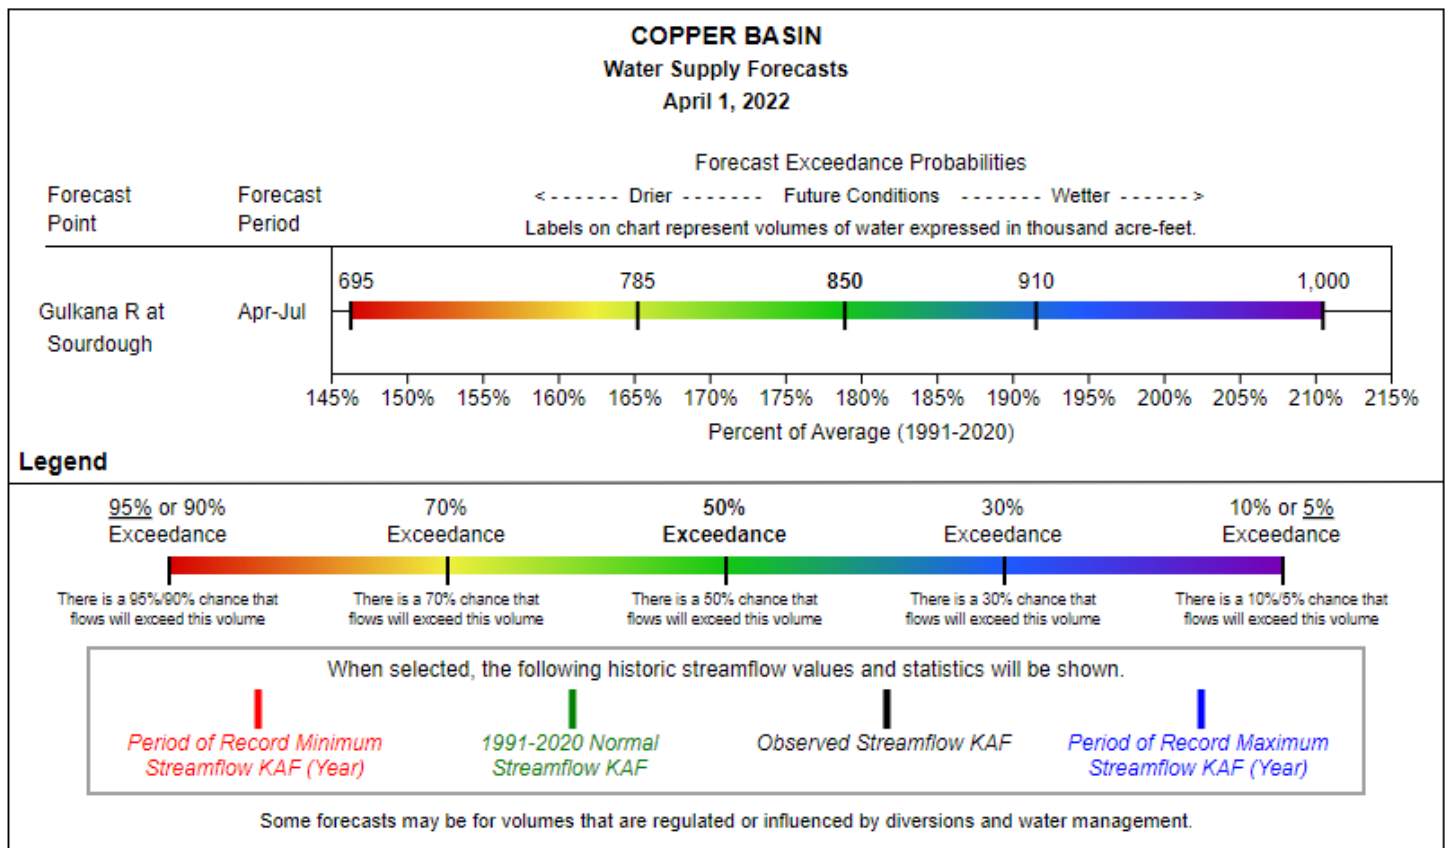 COPPER BASIN
Water Supply Forecasts
April 1, 2022
Forecast Exceedance Probabilities
Forecast Point
Forecast Period
<------ Drier ------- Future Conditions ------- Wetter ------>
Labels on chart represent volumes of water expressed in thousand acre-feet.
695 785 850 910 1,000
Gulkana R at
Sourdough
Apr-Jul
145% 150% 155% 160% 165% 170% 175% 180% 185% 190% 195% 200% 205% 210% 215%
Percent of Average (1991-2020)
Legend
95% or 90%
Exceedance
70%
Exceedance
50%
Exceedance
30%
Exceedance
10% or 5%
Exceedance
There is a 95%/90% chance that
flows will exceed this volume
There is a 70% chance that
flows will exceed this volume
There is a 50% chance that
flows will exceed this volume
There is a 30% chance that
flows will exceed this volume
There is a 10%/5% chance that
flows will exceed this volume
When selected, the following historic streamflow values and statistics will be shown.
Period of Record Minimum
Streamflow KAF (Year)
1991-2020 Normal
Streamflow KAF
Observed Streamflow KAF
Period of Record Maximum
Streamflow KAF (Year)
Some forecasts may be for volumes that are regulated or influenced by diversions and water management.